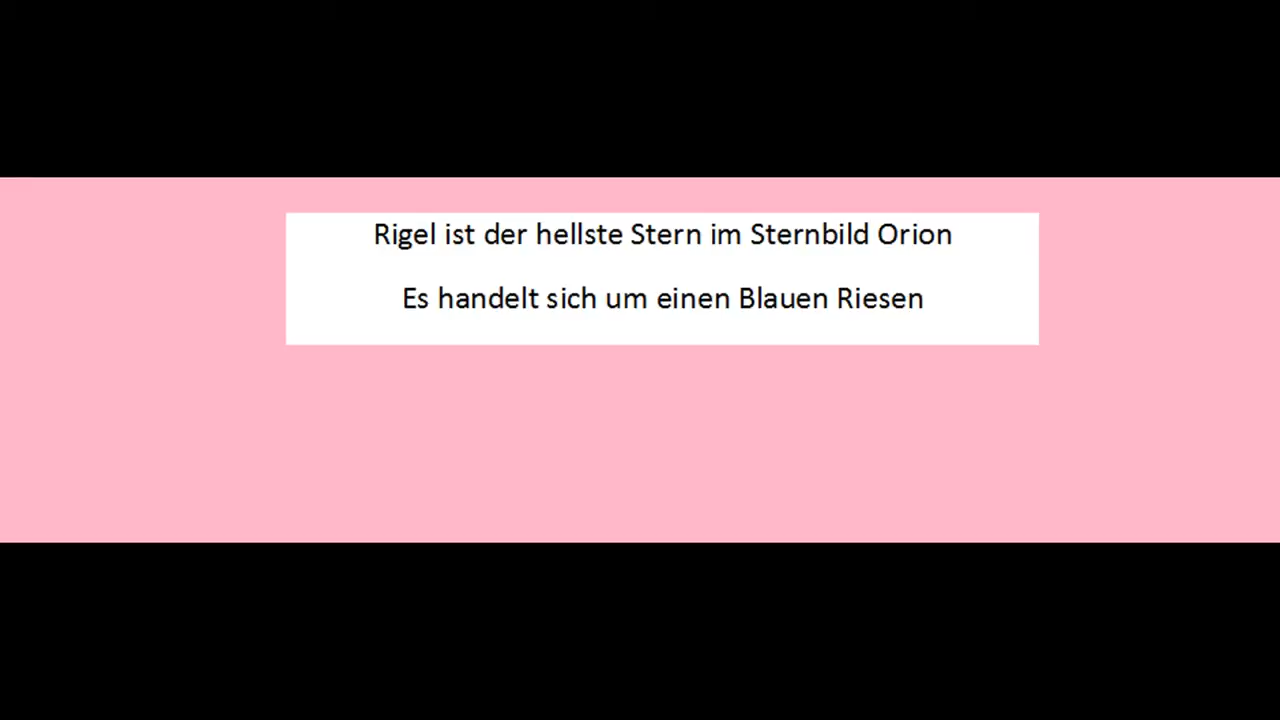 Rigel ist der hellste Stern im Sternbild Orion
Es handelt sich um einen Blauen Riesen